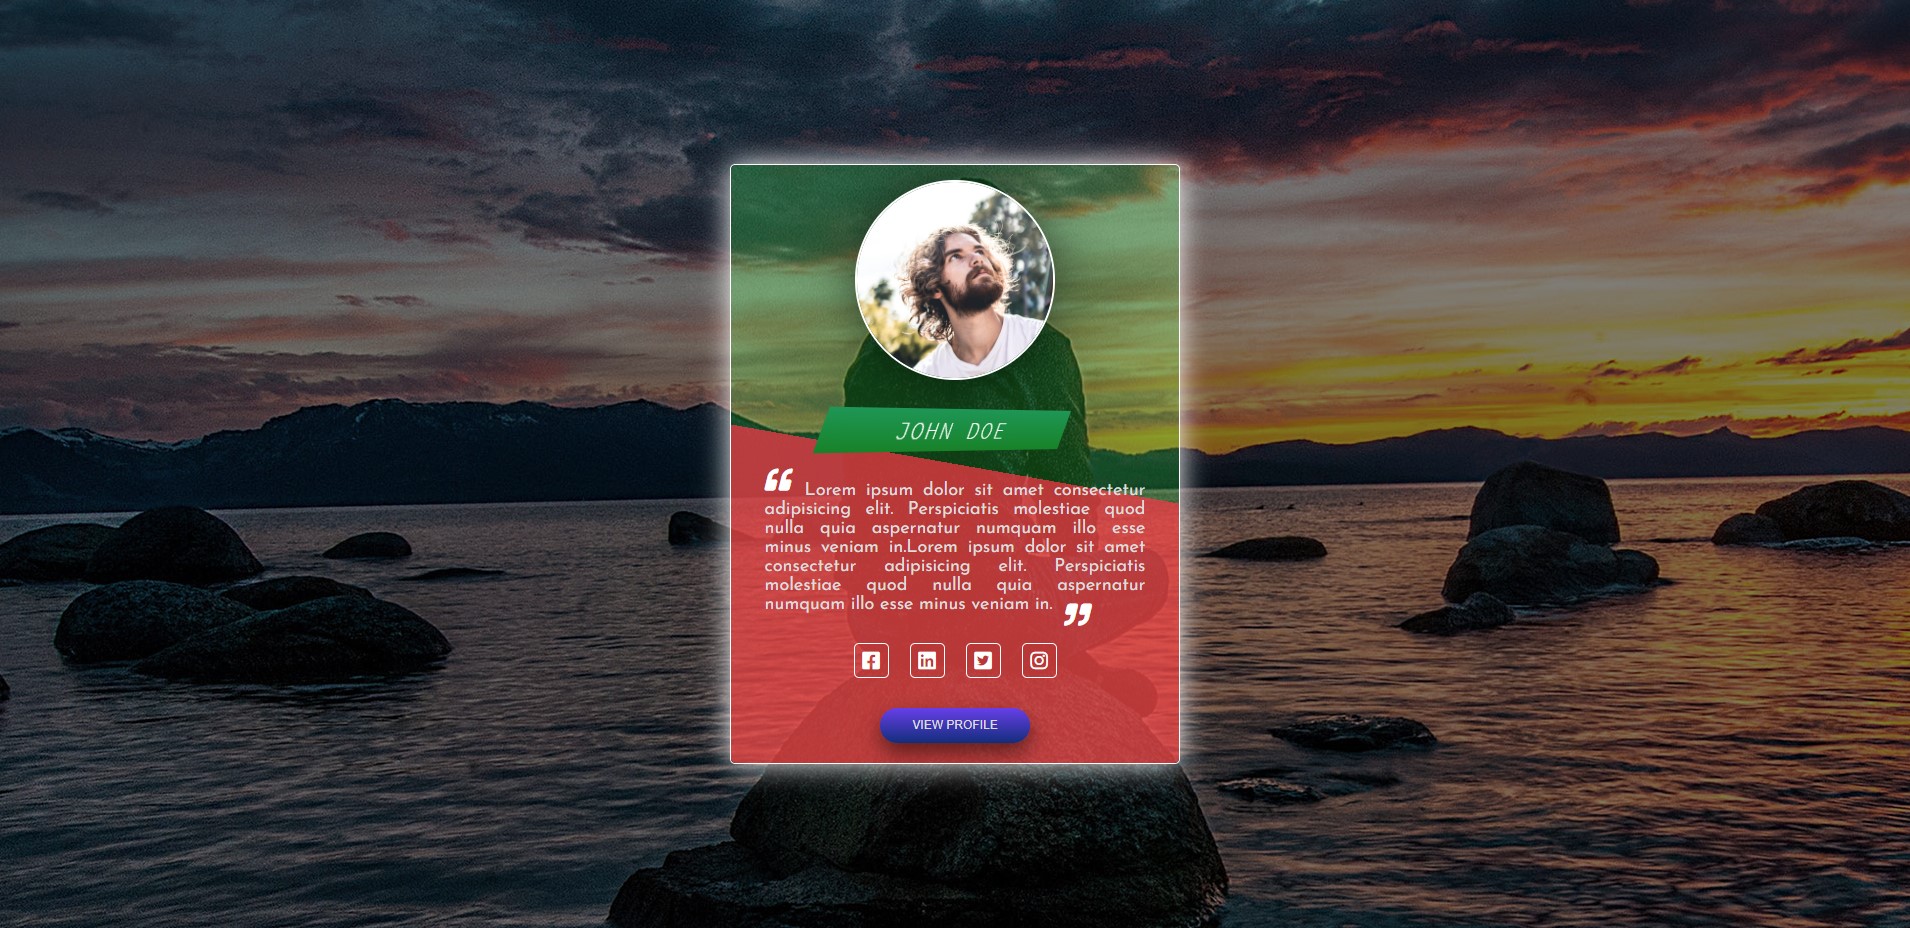 JOHN DOE
Lorem ipsum dolor sit amet consectetur
adipisicing elit. Perspiciatis molestiae quod
nulla quia aspernatur numquam illo esse
minus veniam in.Lorem ipsum dolor sit amet
consectetur adipisicing elit. Perspiciatis
molestiae quod nulla quia aspernatur
numquam illo esse minus veniam in.
VIEW PROFILE